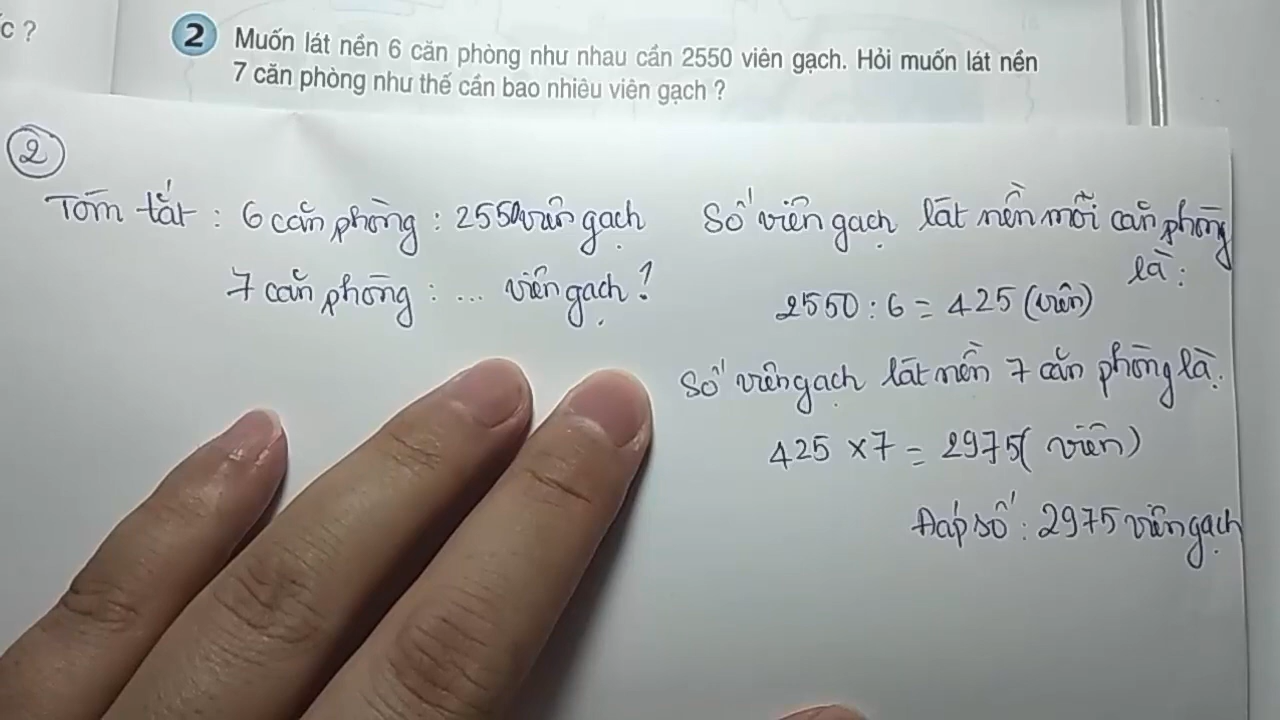 c ?
2 Muốn lát nền 6 căn phòng như nhau cần 2550 viên gạch. Hỏi muốn lát nền
7 căn phòng như thế cần bao nhiêu viên gạch ?
2
Tóm tắt : 6 căn phòng : 2550 viên gạch
7 căn phòng : ... viên gạch?
Số viên gạch lát nền mỗi căn phòng
là :
2550 : 6 = 425 (viên)
Số viên gạch lát nền 7 căn phòng là :
425 x 7 = 2975 ( viên )
Đáp số : 2975 viên gạch